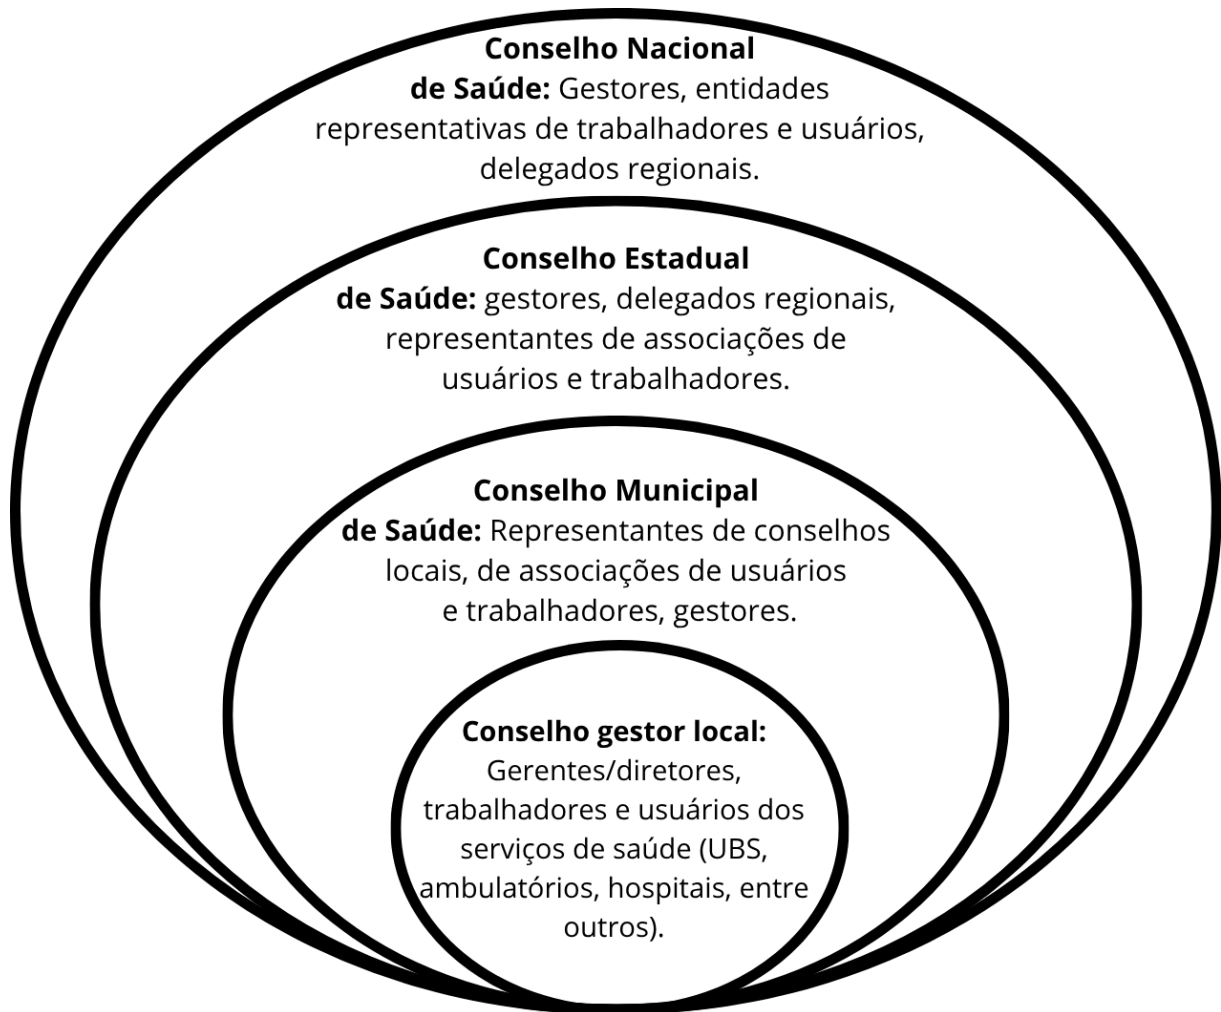 Conselho Nacional
de Saúde: Gestores, entidades
representativas de trabalhadores e usuários,
delegados regionais.
Conselho Estadual
de Saúde: gestores, delegados regionais,
representantes de associações de
usuários e trabalhadores.
Conselho Municipal
de Saúde: Representantes de conselhos
locais, de associações de usuários
e trabalhadores, gestores.
Conselho gestor local:
Gerentes/diretores,
trabalhadores e usuários dos
serviços de saúde (UBS,
ambulatórios, hospitais, entre
outros).